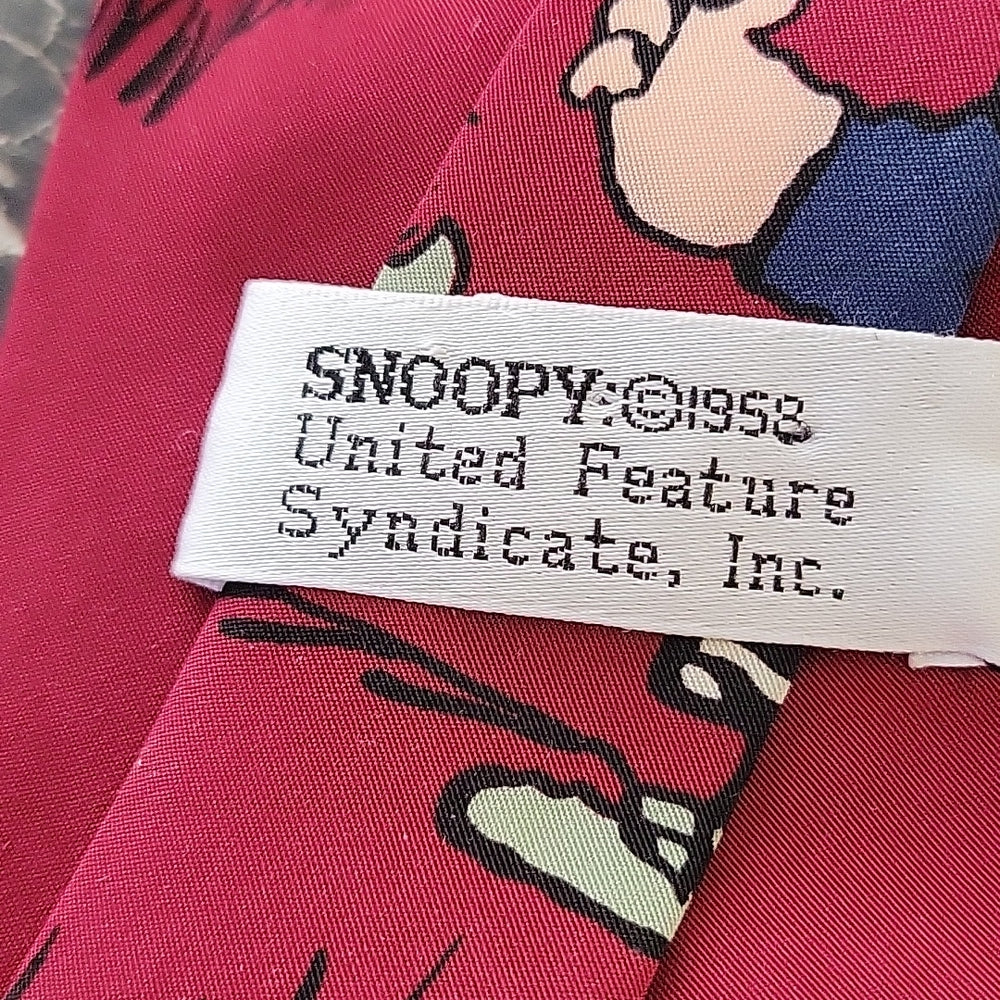 SNOOPY:©1958
United Feature
Syndicate, Inc.